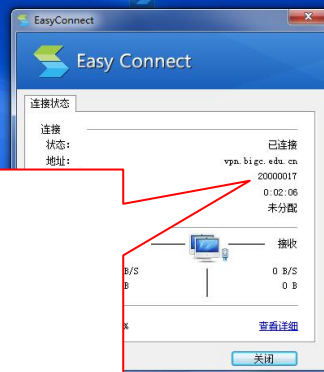 EasyConnect
Easy Connect
连接状态
连接
状态: 已连接
地址: vpn.bigc.edu.cn
20000017
0:02:06
未分配
接收
B/S 0 B/S
B 0 B
%
查看详细
关闭